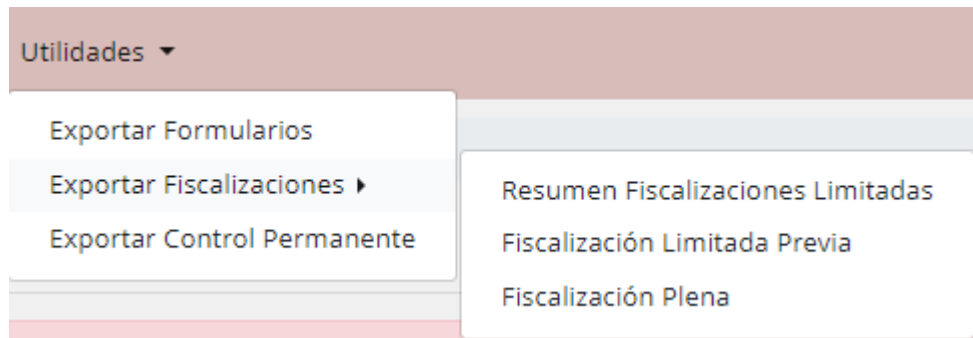 Utilidades
Exportar Formularios
Exportar Fiscalizaciones
Exportar Control Permanente
Resumen Fiscalizaciones Limitadas
Fiscalización Limitada Previa
Fiscalización Plena